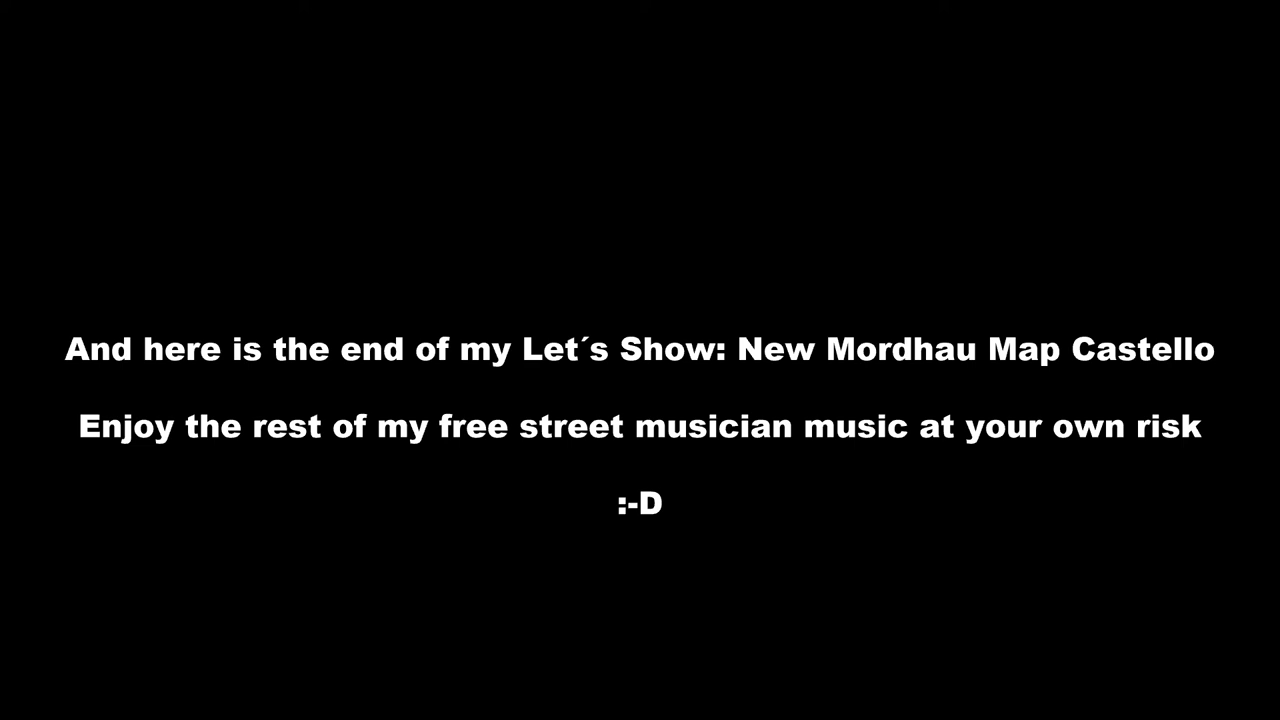 And here is the end of my Let´s Show: New Mordhau Map Castello
Enjoy the rest of my free street musician music at your own risk
:-D